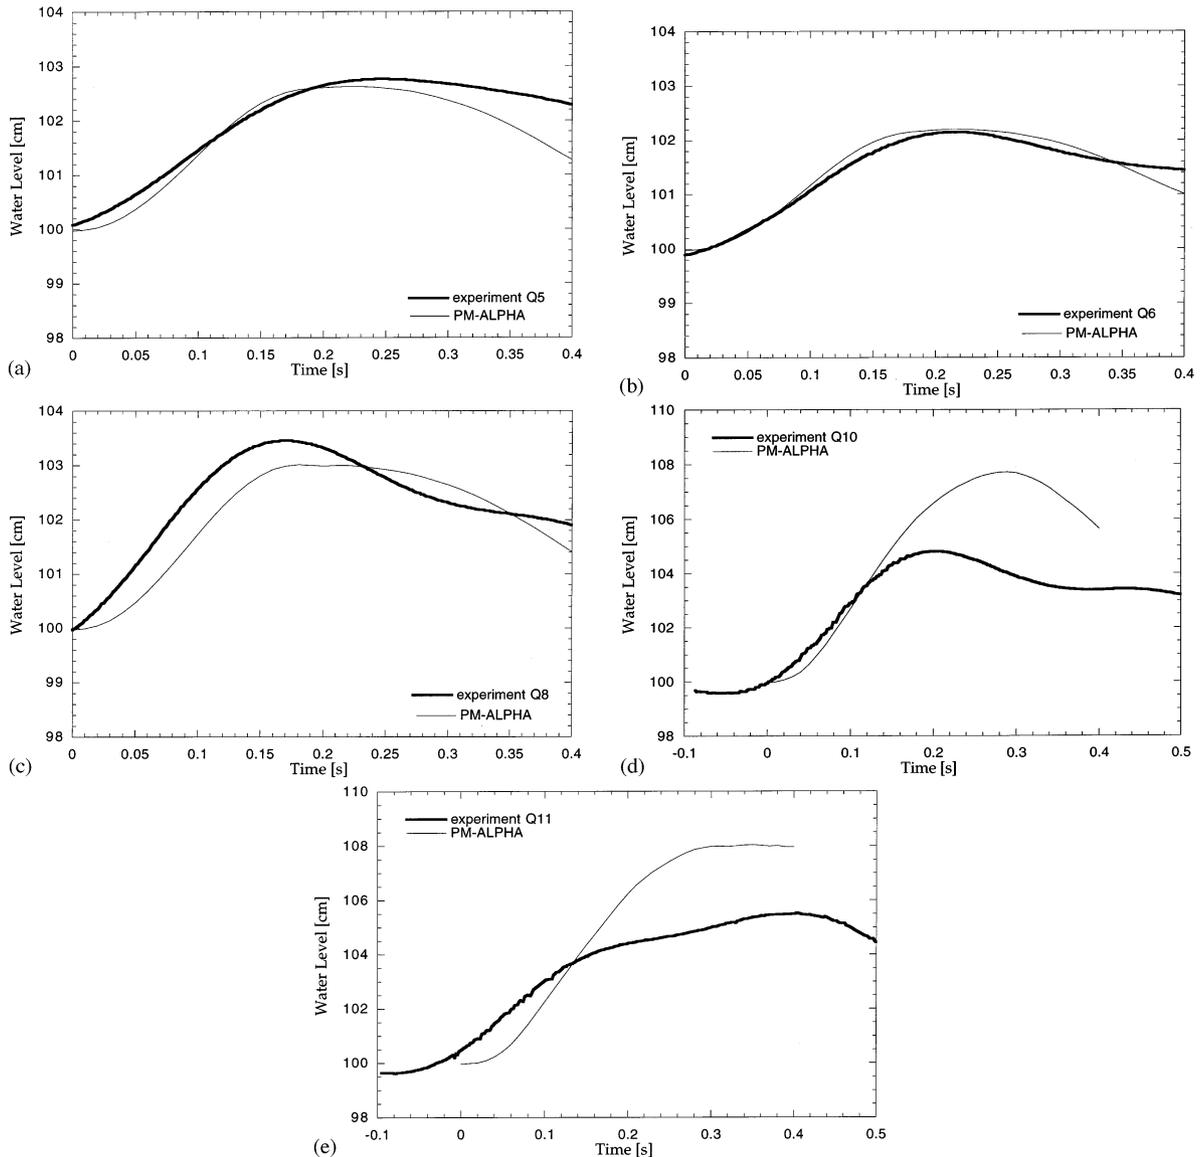 104
103
102
101
100
99
98
Water Level [cm]
experiment Q5
PM-ALPHA
0 0.05 0.1 0.15 0.2 0.25 0.3 0.35 0.4
Time [s]
(a)
104
103
102
101
100
99
98
Water Level [cm]
experiment Q6
PM-ALPHA
0 0.05 0.1 0.15 0.2 0.25 0.3 0.35 0.4
Time [s]
(b)
104
103
102
101
100
99
98
Water Level [cm]
experiment Q8
PM-ALPHA
0 0.05 0.1 0.15 0.2 0.25 0.3 0.35 0.4
Time [s]
(c)
110
108
106
104
102
100
98
Water Level [cm]
experiment Q10
PM-ALPHA
-0.1 0 0.1 0.2 0.3 0.4 0.5
Time [s]
(d)
110
108
106
104
102
100
98
Water Level [cm]
experiment Q11
PM-ALPHA
-0.1 0 0.1 0.2 0.3 0.4 0.5
Time [s]
(e)